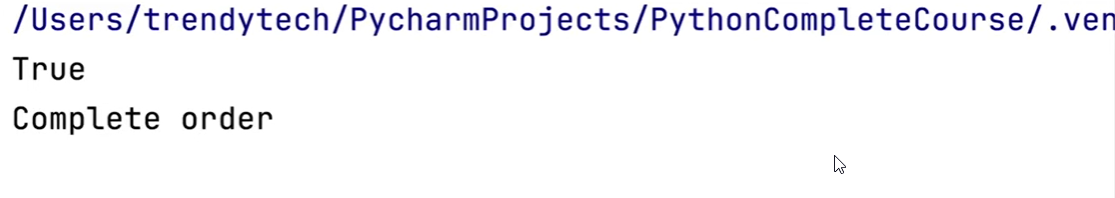 /Users/trendytech/PycharmProjects/PythonCompleteCourse/.ven
True
Complete order